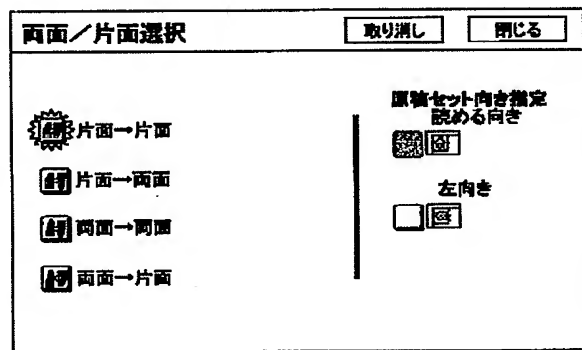 両面／片面選択
取り消し
閉じる
片面→片面
片面→両面
両面→両面
両面→片面
原稿セット向き指定
読める向き
左向き